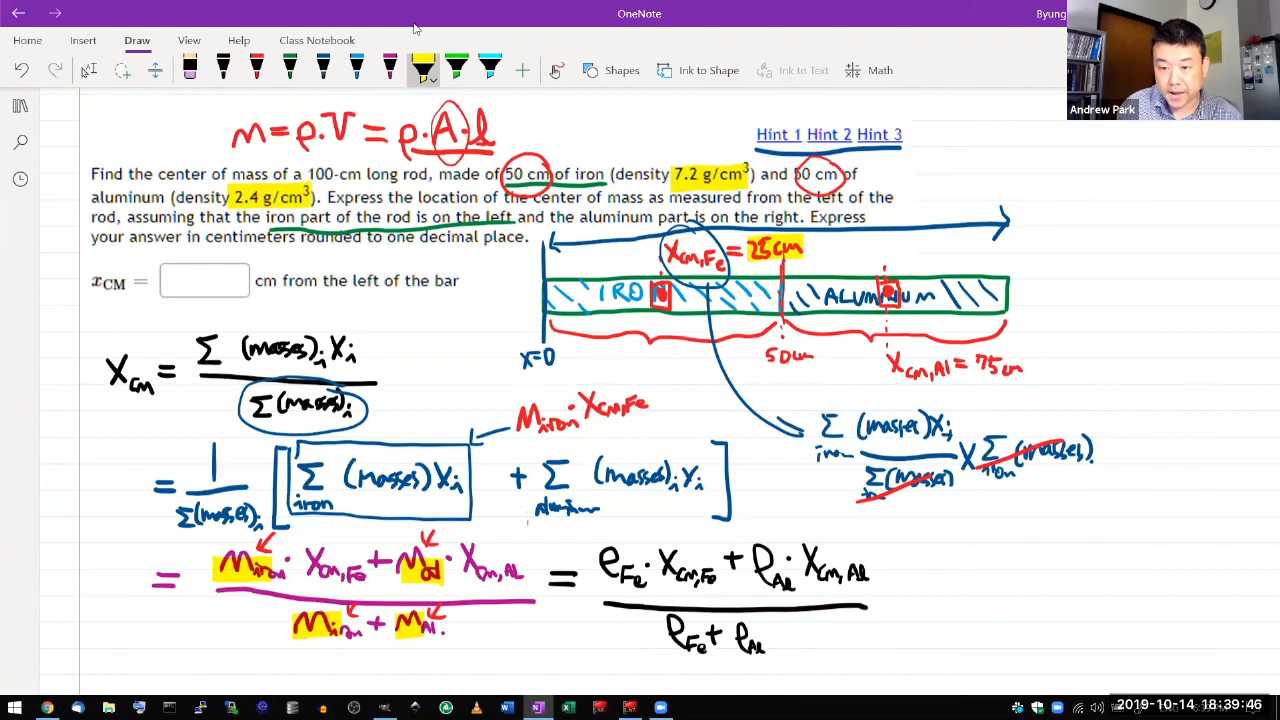 OneNote
Byung
Home Insert Draw View Help Class Notebook
Shapes Ink to Shape Ink to Text Math
Andrew Park
m = ρ·V = ρ·A·l
Hint 1 Hint 2 Hint 3
Find the center of mass of a 100-cm long rod, made of 50 cm of iron (density 7.2 g/cm³) and 50 cm of
aluminum (density 2.4 g/cm³). Express the location of the center of mass as measured from the left of the
rod, assuming that the iron part of the rod is on the left and the aluminum part is on the right. Express
your answer in centimeters rounded to one decimal place.
x_CM = cm from the left of the bar
X_cm,Fe = 25cm
IRON ALUMINUM
x=0 50cm X_cm,Al = 75cm
X_cm = Σ (masses)_i X_i / Σ (masses)_i
M_iron · X_cm,Fe
= 1 / Σ(masses)_i [ Σ_iron (masses) X_i + Σ_aluminum (masses)_i X_i ]
Σ_iron (masses) X_i / Σ_iron (masses) × Σ_iron (masses)
= M_iron · X_cm,Fe + M_al · X_cm,Al / M_iron + M_Al = ρ_Fe · X_cm,Fe + ρ_Al · X_cm,Al / ρ_Fe + ρ_Al
2019-10-14 18:39:46